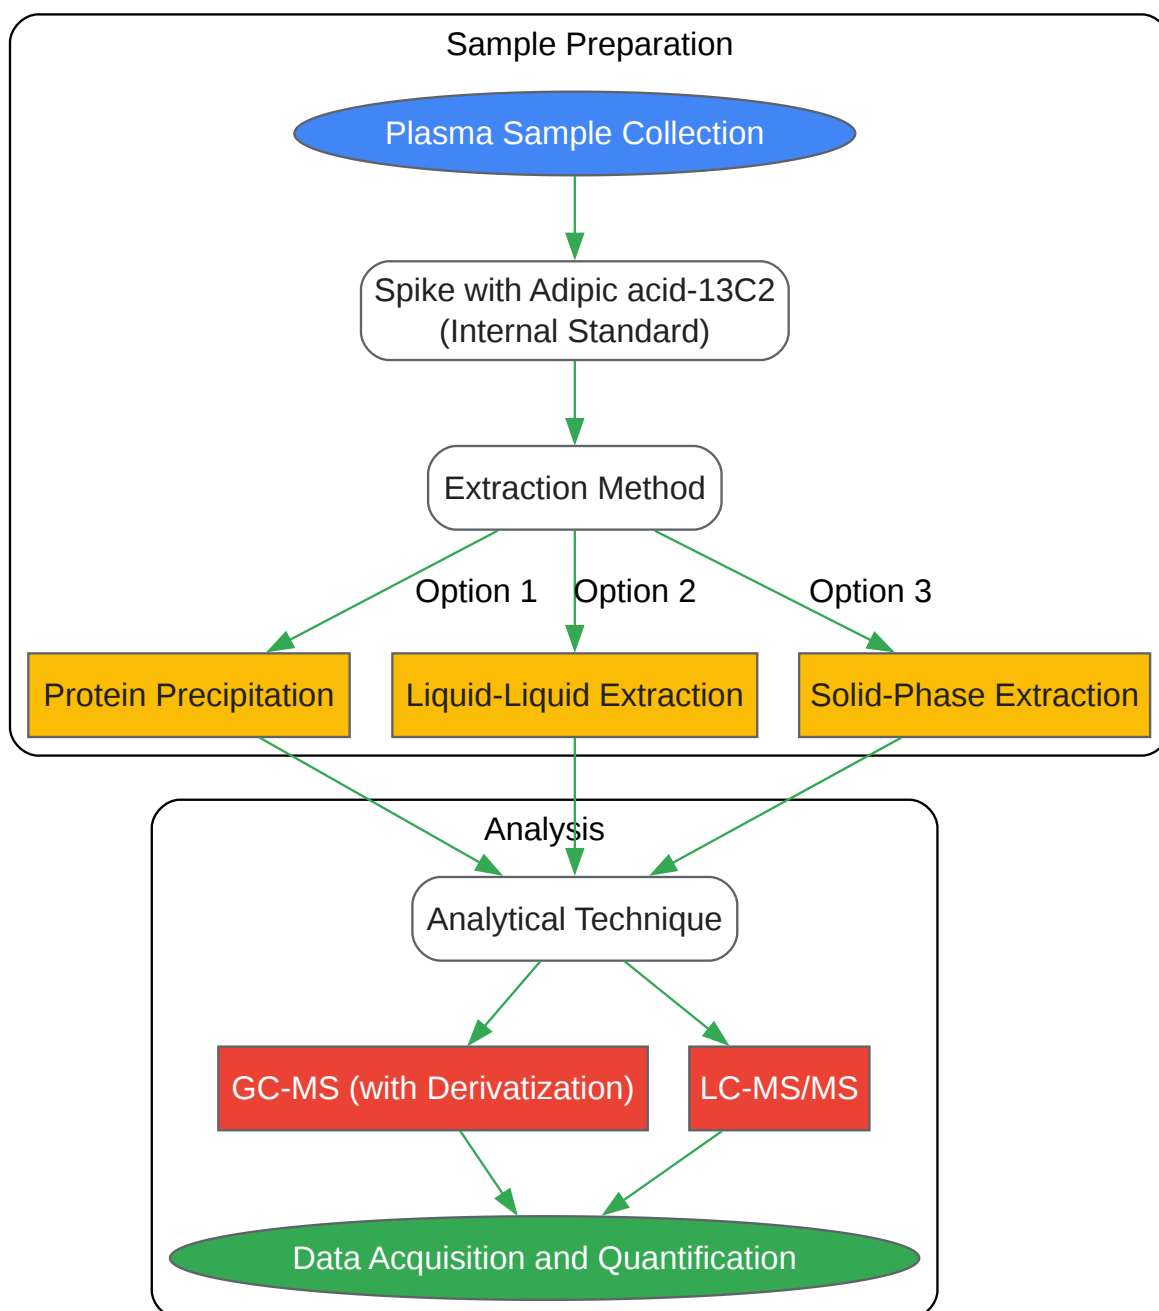 Sample Preparation
Plasma Sample Collection
Spike with Adipic acid-13C2
(Internal Standard)
Extraction Method
Option 1
Option 2
Option 3
Protein Precipitation
Liquid-Liquid Extraction
Solid-Phase Extraction
Analysis
Analytical Technique
GC-MS (with Derivatization)
LC-MS/MS
Data Acquisition and Quantification